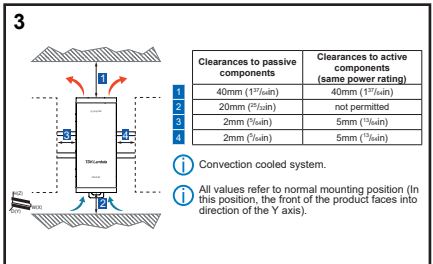 3
Clearances to passive components
Clearances to active components (same power rating)
1 40mm (1 37/64in) 40mm (1 37/64in)
2 20mm (25/32in) not permitted
3 2mm (5/64in) 5mm (13/64in)
4 2mm (5/64in) 5mm (13/64in)
1
3
4
TDK·Lambda
2
H(Z)
W(X)
D(Y)
i Convection cooled system.
i All values refer to normal mounting position (In
this position, the front of the product faces into
direction of the Y axis).